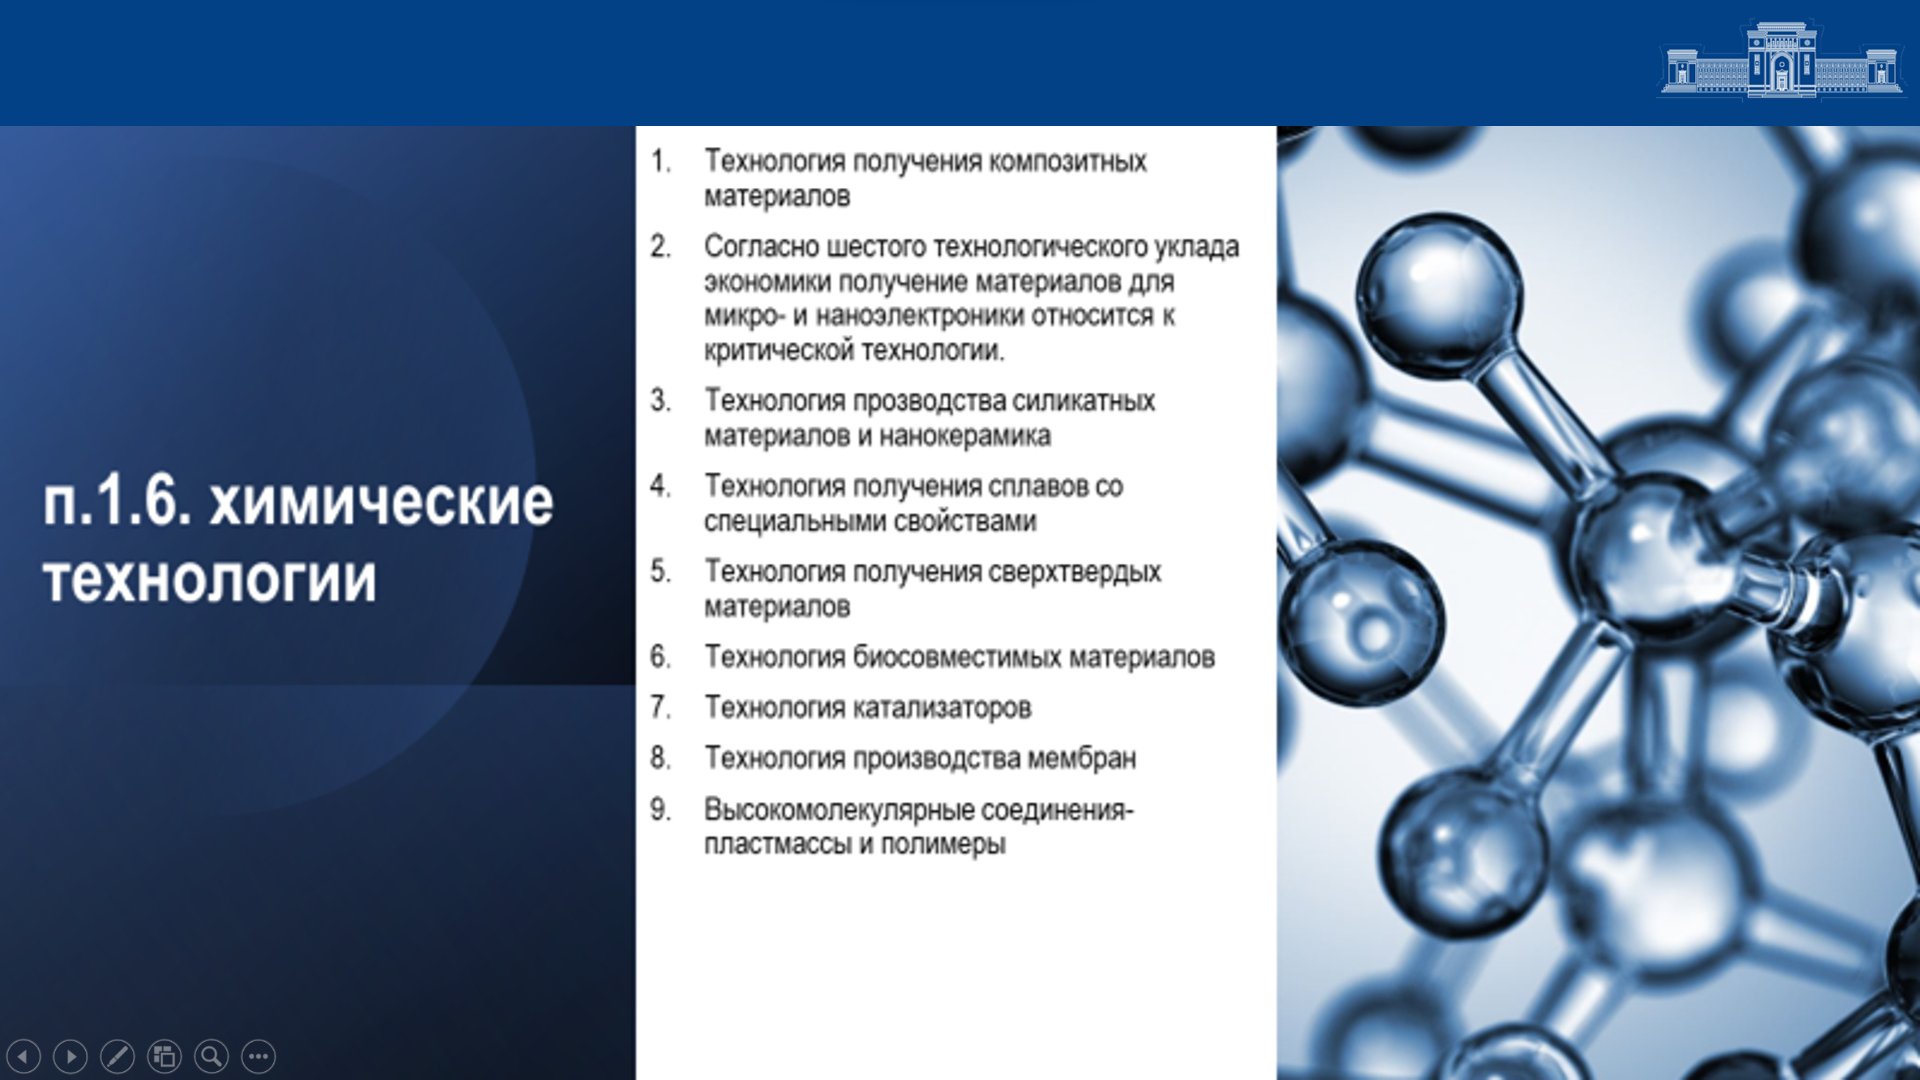 п.1.6. химические
технологии
1. Технология получения композитных
материалов
2. Согласно шестого технологического уклада
экономики получение материалов для
микро- и наноэлектроники относится к
критической технологии.
3. Технология прозводства силикатных
материалов и нанокерамика
4. Технология получения сплавов со
специальными свойствами
5. Технология получения сверхтвердых
материалов
6. Технология биосовместимых материалов
7. Технология катализаторов
8. Технология производства мембран
9. Высокомолекулярные соединения-
пластмассы и полимеры